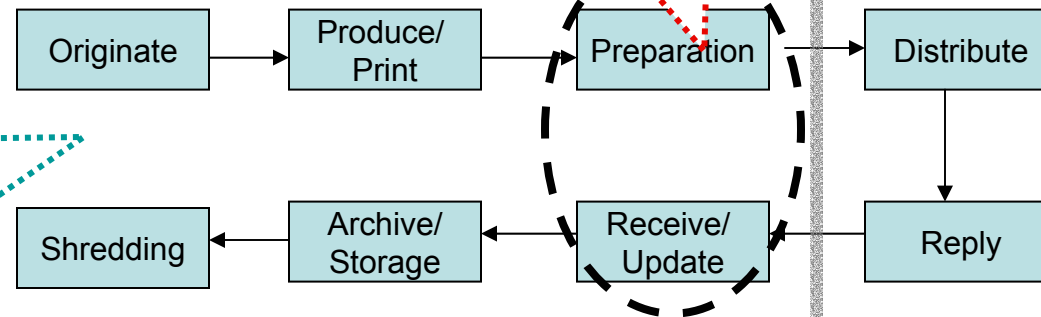 Originate
Produce/
Print
Preparation
Distribute
Shredding
Archive/
Storage
Receive/
Update
Reply